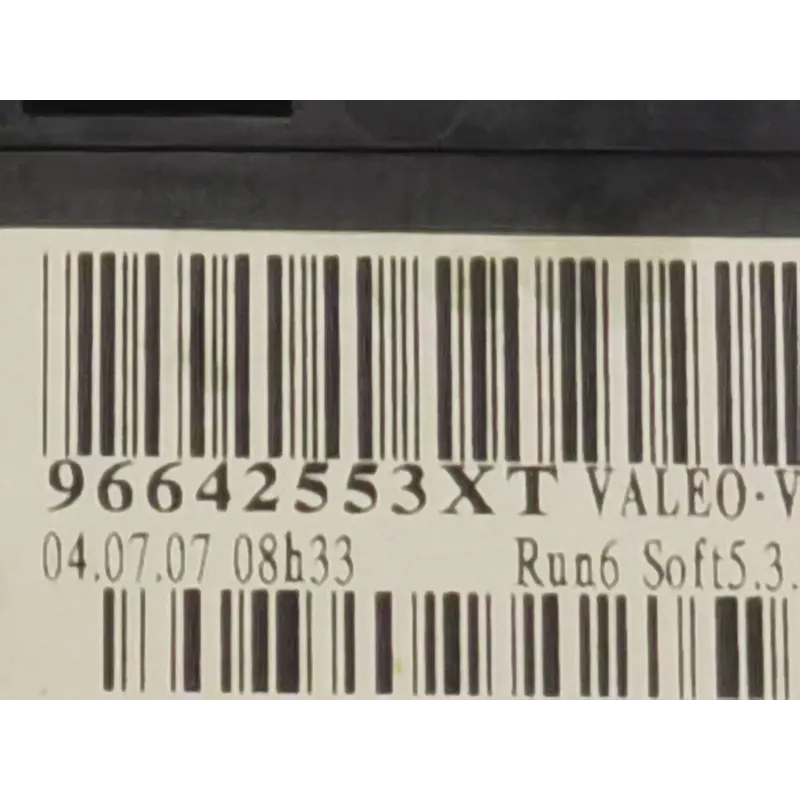 96642553XT VALEO·V
04.07.07 08h33 Run6 Soft5.3.